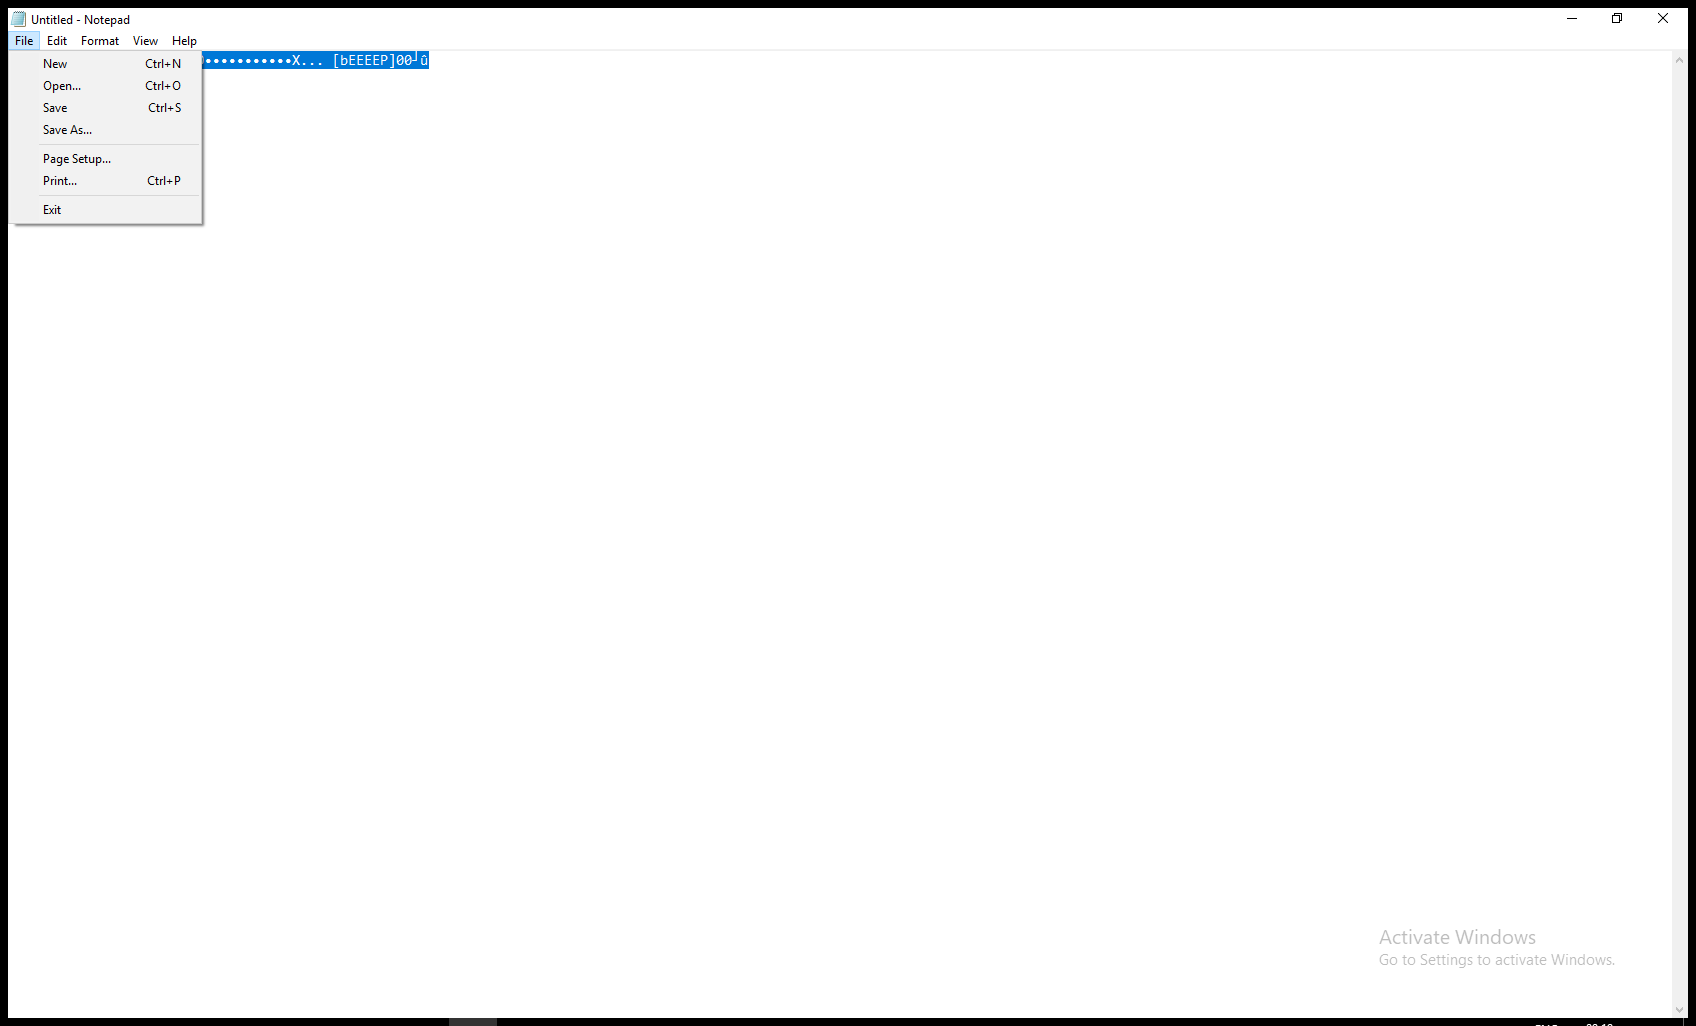 Untitled - Notepad
File Edit Format View Help
•••••••••••X... [bEEEEP]00┘û
New Ctrl+N
Open... Ctrl+O
Save Ctrl+S
Save As...
Page Setup...
Print... Ctrl+P
Exit
Activate Windows
Go to Settings to activate Windows.